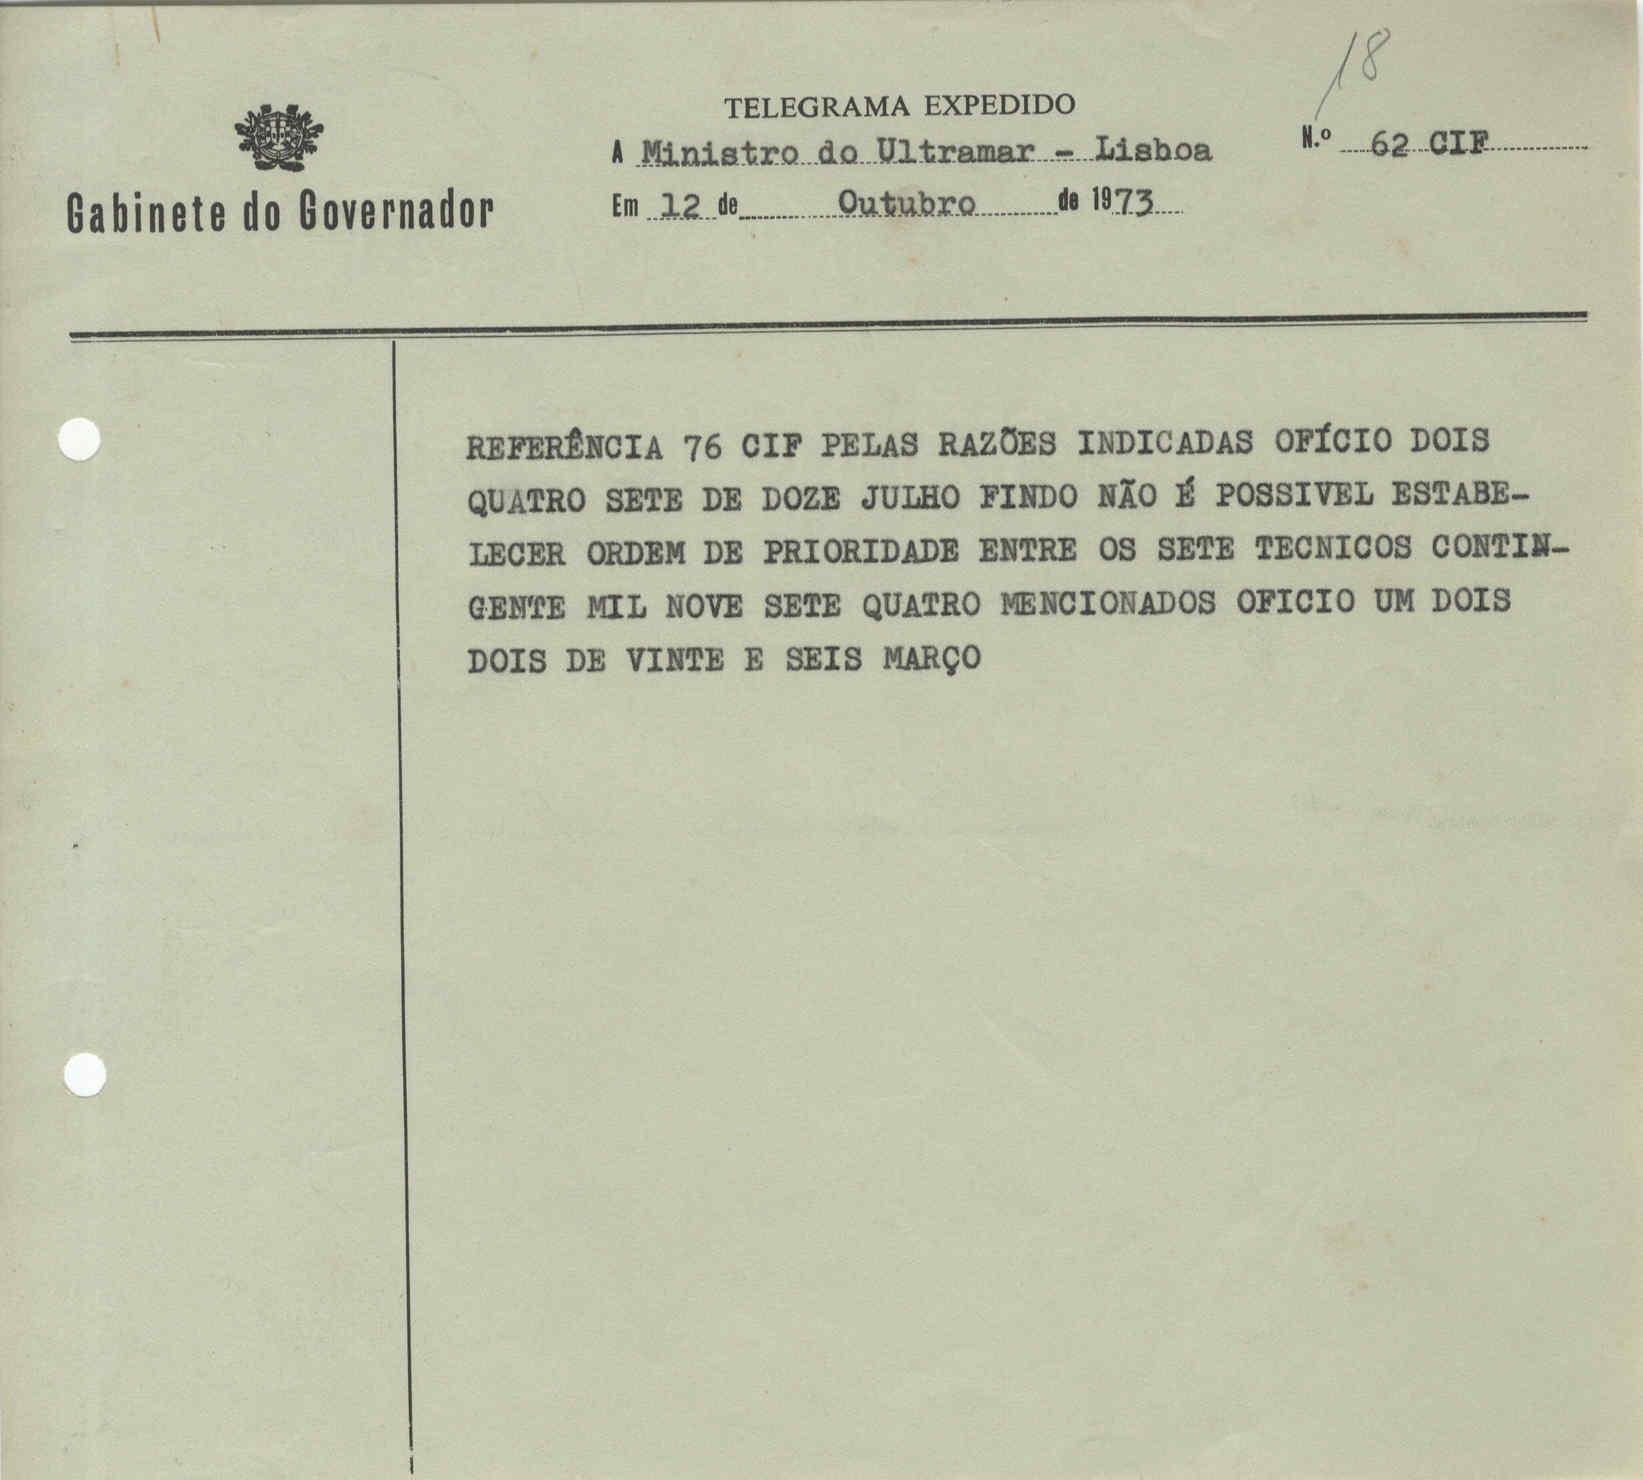 18
TELEGRAMA EXPEDIDO
A Ministro do Ultramar - Lisboa
N.º 62 CIF
Em 12 de Outubro de 1973
Gabinete do Governador
REFERÊNCIA 76 CIF PELAS RAZÕES INDICADAS OFÍCIO DOIS
QUATRO SETE DE DOZE JULHO FINDO NÃO É POSSIVEL ESTABE-
LECER ORDEM DE PRIORIDADE ENTRE OS SETE TECNICOS CONTIN-
GENTE MIL NOVE SETE QUATRO MENCIONADOS OFICIO UM DOIS
DOIS DE VINTE E SEIS MARÇO